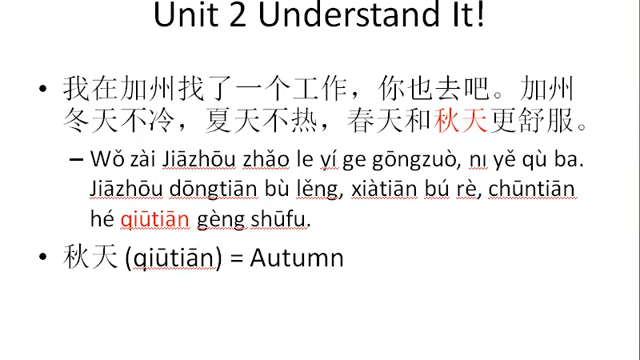 Unit 2 Understand It!
• 我在加州找了一个工作，你也去吧。加州
冬天不冷，夏天不热，春天和秋天更舒服。
– Wǒ zài Jiāzhōu zhǎo le yí ge gōngzuò, nı yě qù ba.
Jiāzhōu dōngtiān bù lěng, xiàtiān bú rè, chūntiān
hé qiūtiān gèng shūfu.
• 秋天 (qiūtiān) = Autumn